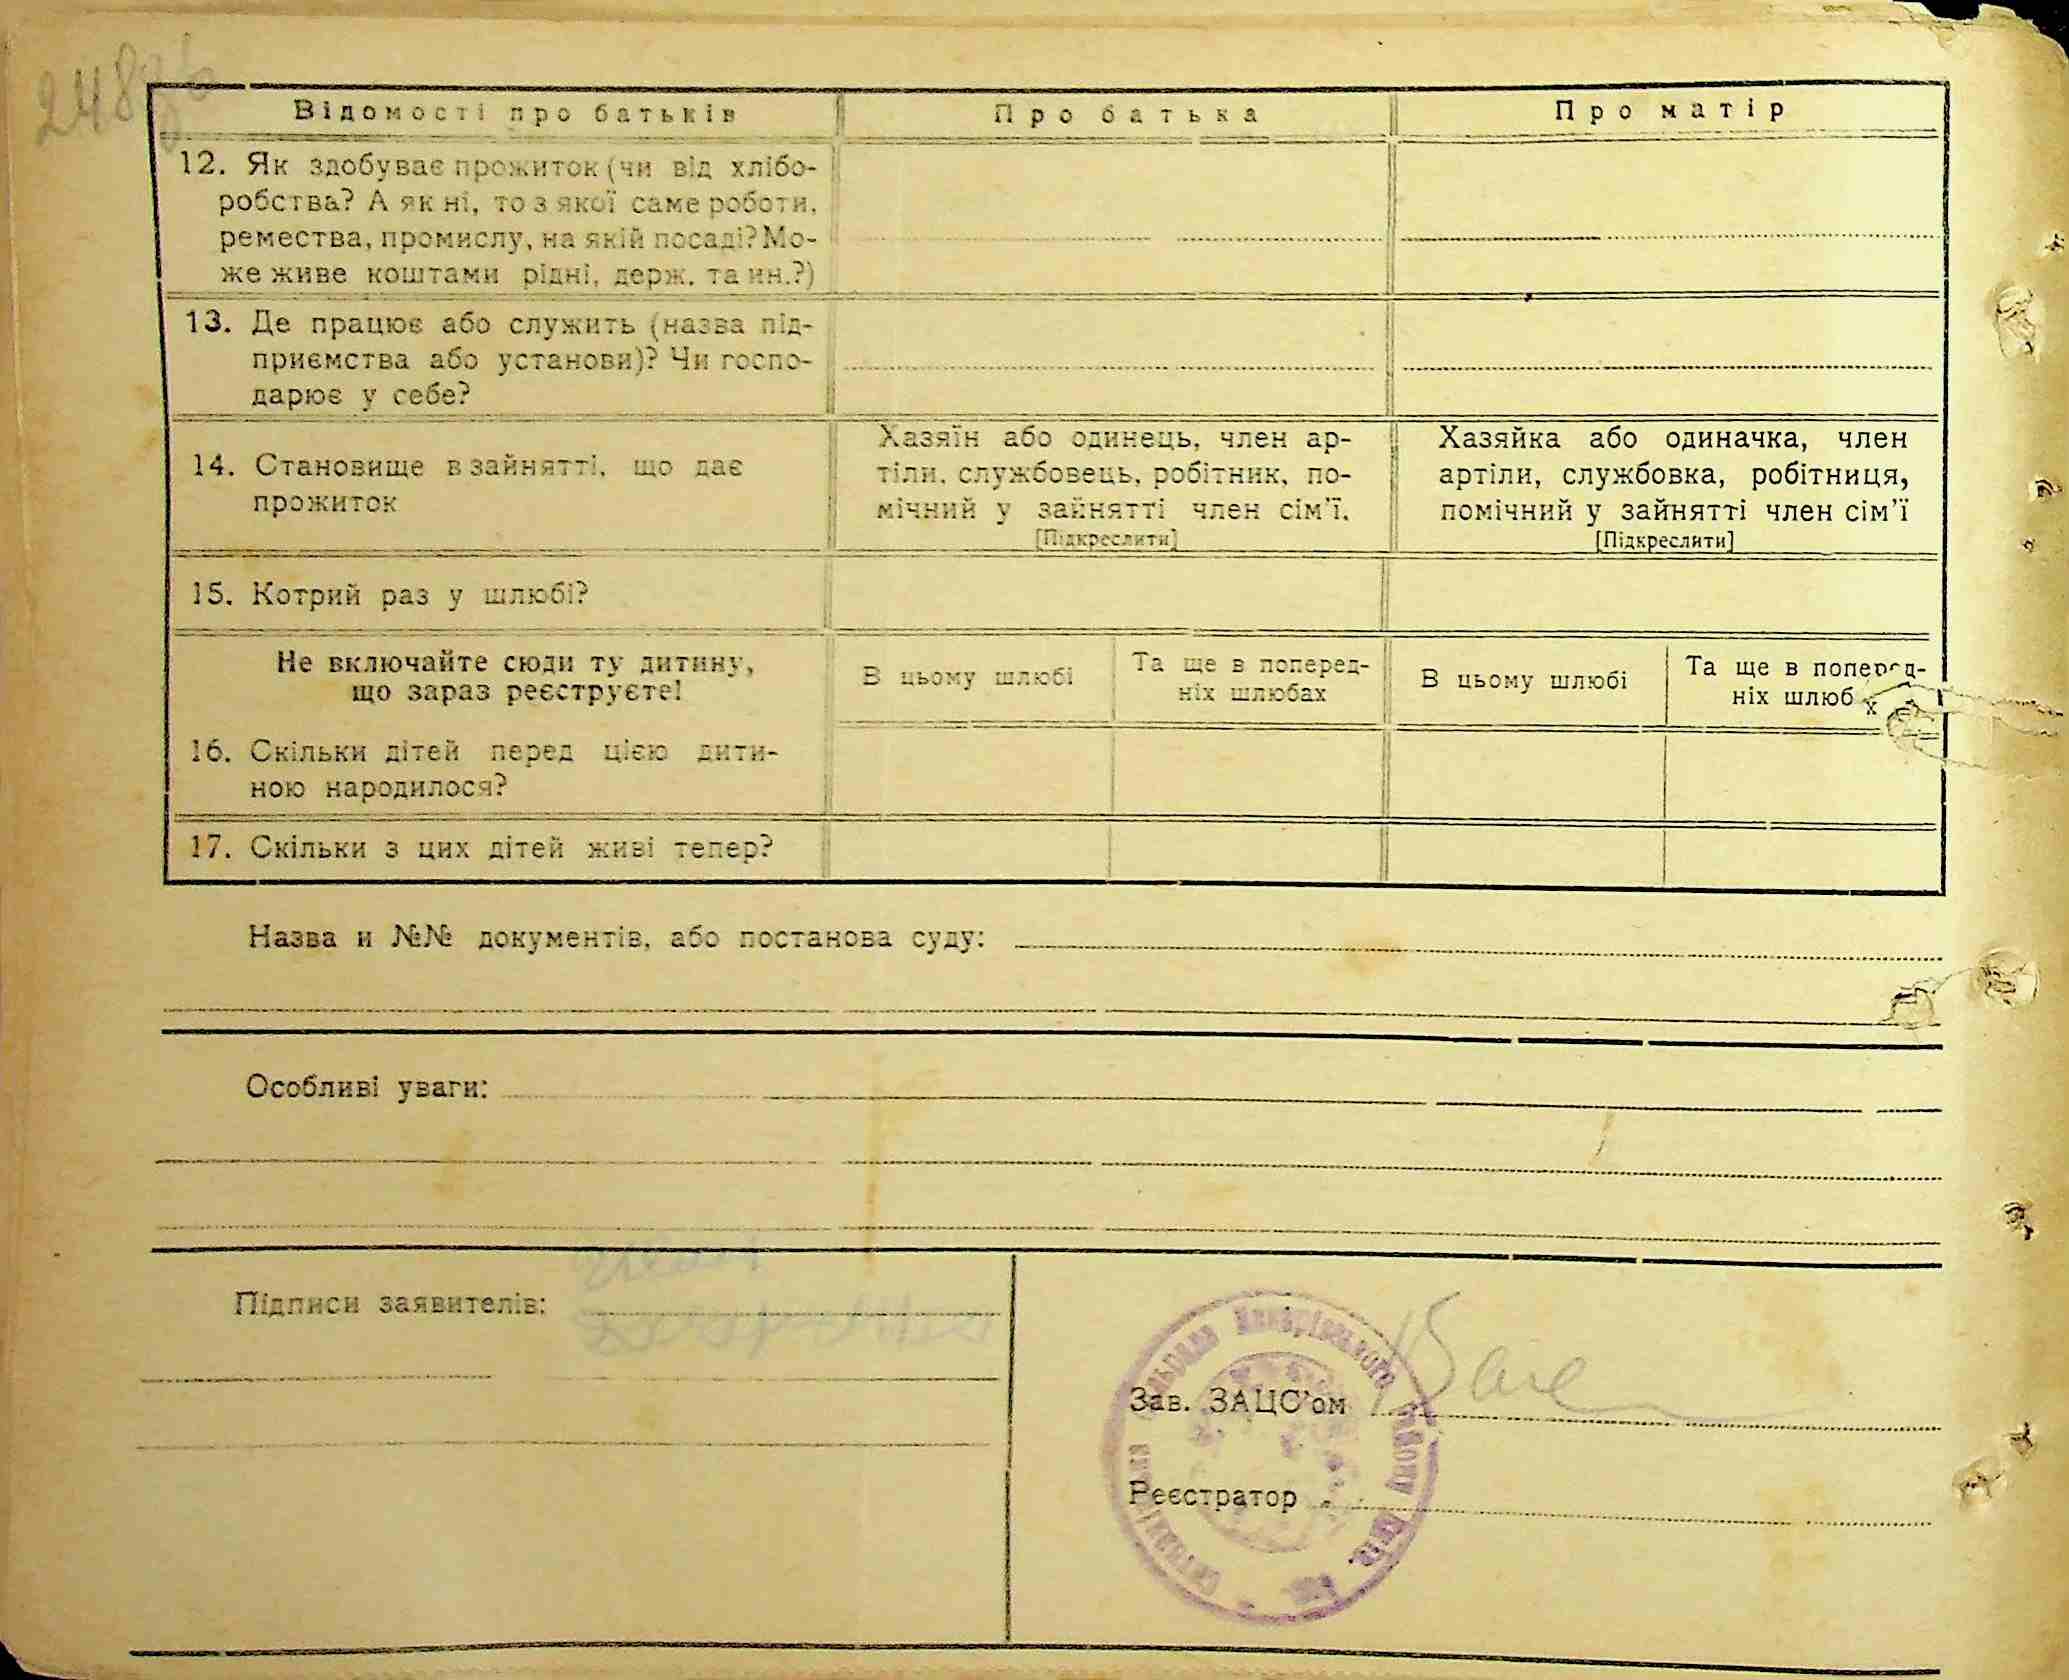 Відомості про батьків
Про батька
Про матір
12. Як здобуває прожиток (чи від хлібо-
робства? А як ні, то з якої саме роботи,
ремества, промислу, на якій посаді? Мо-
же живе коштами рідні, держ. та ин.?)
13. Де працює або служить (назва під-
приємства або установи)? Чи госпо-
дарює у себе?
14. Становище в зайнятті, що дає
прожиток
Хазяїн або одинець, член ар-
тіли, службовець, робітник, по-
мічний у зайнятті член сім’ї.
[Підкреслити]
Хазяйка або одиначка, член
артіли, службовка, робітниця,
помічний у зайнятті член сім’ї
[Підкреслити]
15. Котрий раз у шлюбі?
Не включайте сюди ту дитину,
що зараз реєструєте!
В цьому шлюбі
Та ще в поперед-
ніх шлюбах
В цьому шлюбі
Та ще в поперед-
ніх шлюб х
16. Скільки дітей перед цією дити-
ною народилося?
17. Скільки з цих дітей живі тепер?
Назва и №№ документів, або постанова суду:
Особливі уваги:
Підписи заявителів:
Зав. ЗАЦС’ом
Реєстратор